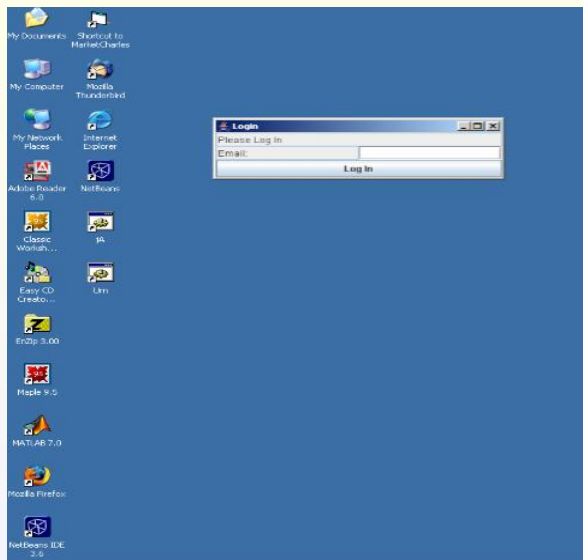 My Documents
Shortcut to
MarketCharles
My Computer
Mozilla
Thunderbird
Login
Please Log In
Email:
Log In
My Network
Places
Internet
Explorer
Adobe Reader
6.0
NetBeans
Classic
Worksh...
JA
Easy CD
Creato...
Urn
EnZip 3.00
Maple 9.5
MATLAB 7.0
Mozilla Firefox
NetBeans IDE
3.6